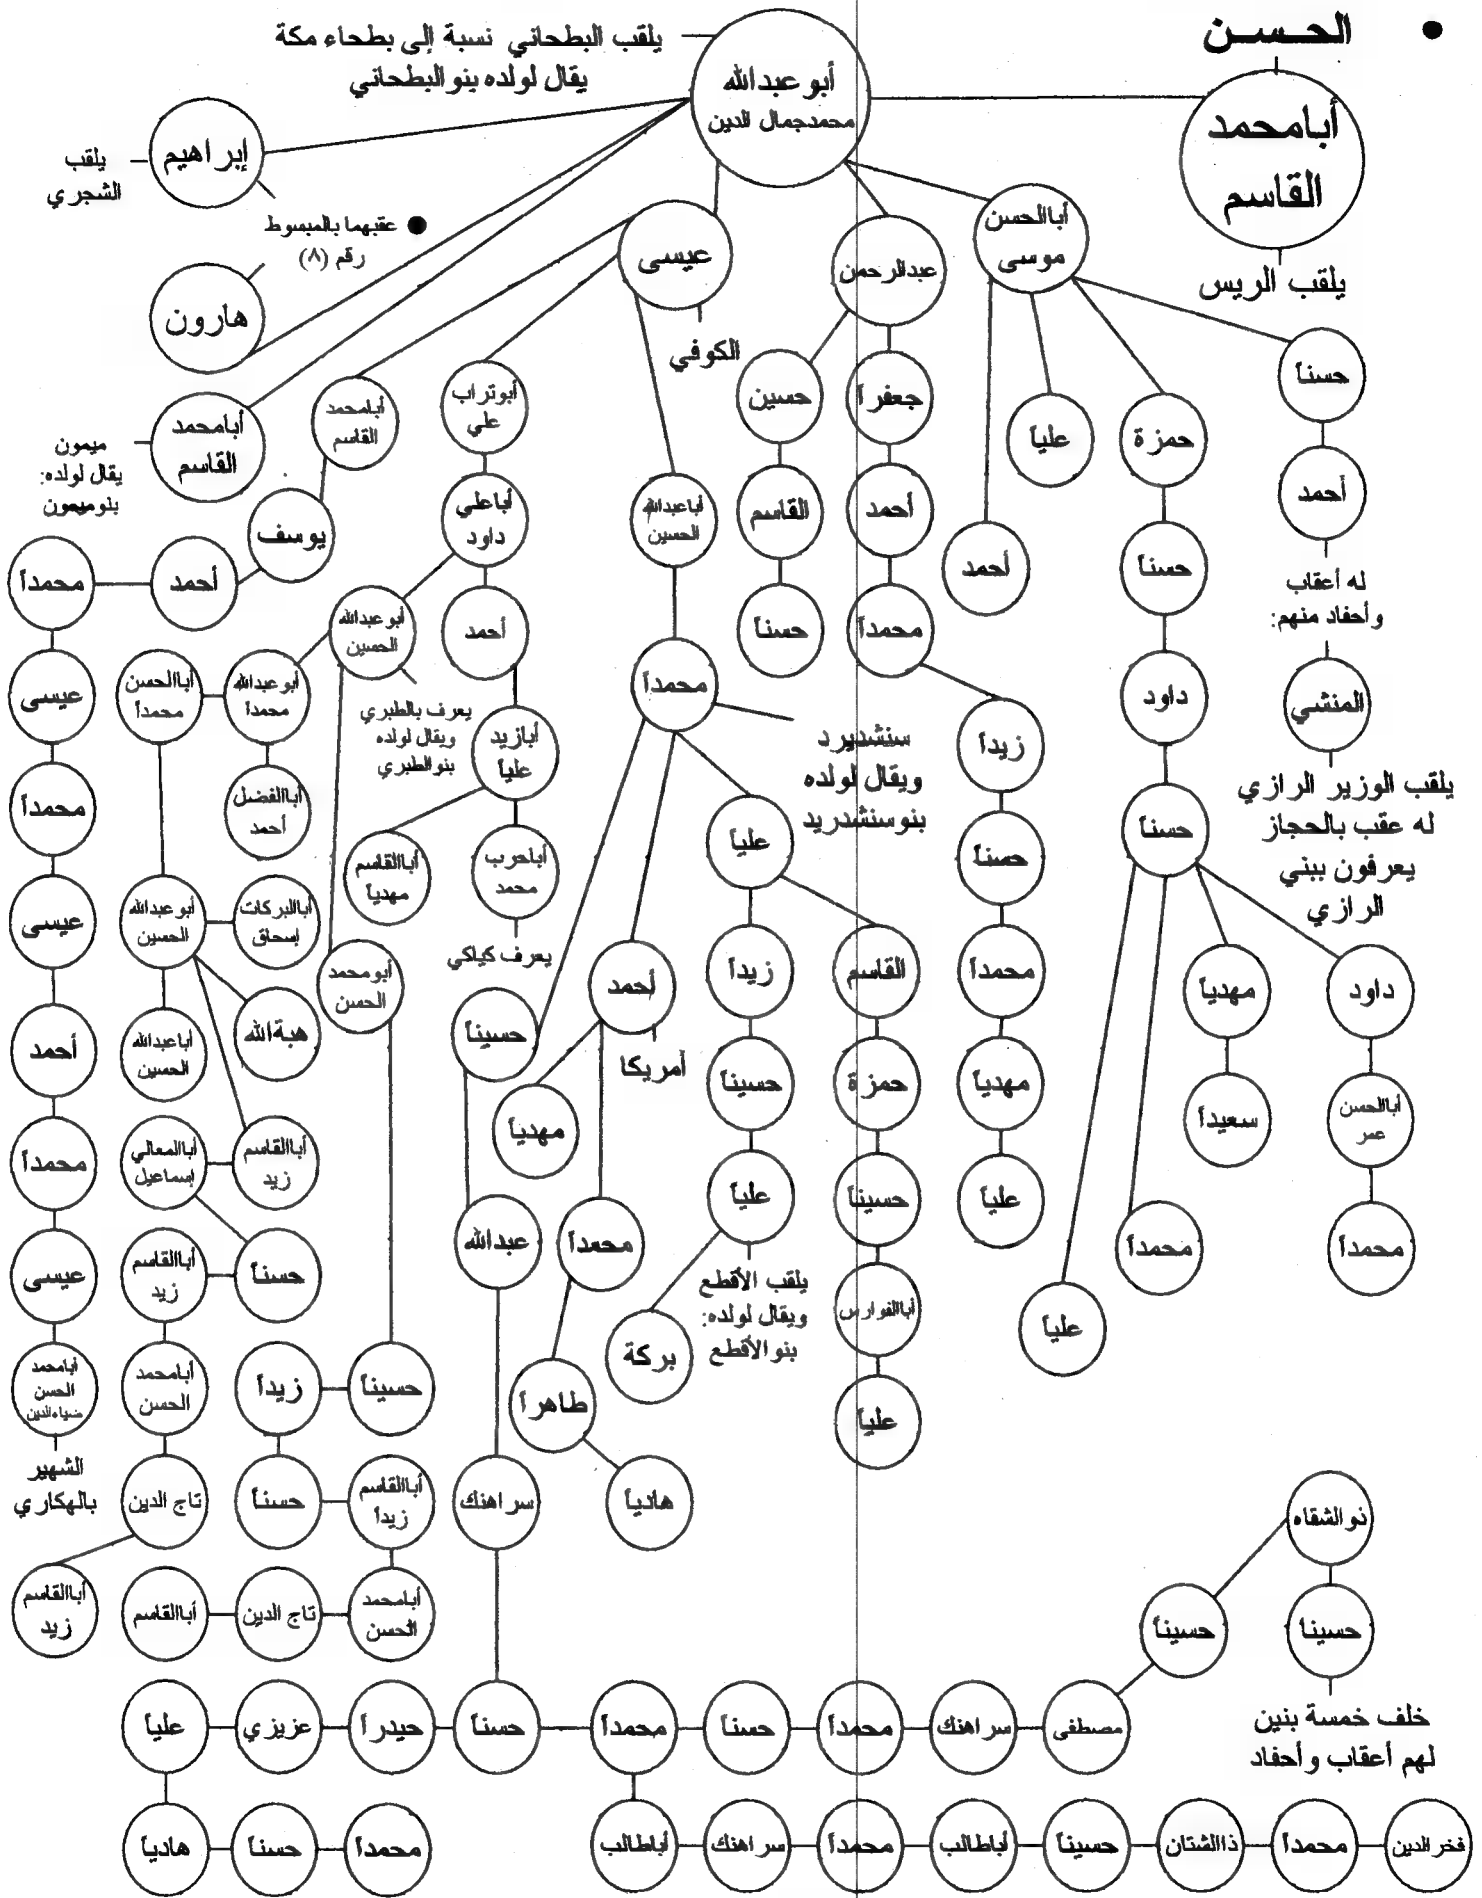 • الحسن
أبامحمد
القاسم
يلقب الريس
أبو عبدالله
محمدجمال الدين
يلقب البطحاني نسبة إلى بطحاء مكة
يقال لولده بنو البطحاني
إبراهيم
يلقب
الشجري
● عقبهما بالمبسوط
رقم (٨)
هارون
أبامحمد
القاسم
ميمون
يقال لولده:
بنوميمون
عيسى
الكوفي
عبدالرحمن
أباالحسن
موسى
حسناً
أحمد
له أعقاب
وأحفاد منهم:
المنشي
يلقب الوزير الرازي
له عقب بالحجاز
يعرفون ببني
الرازي
حمزة
حسناً
داود
حسناً
داود
أباالحسن
عمر
محمداً
مهدياً
سعيداً
محمداً
علياً
علياً
أحمد
جعفراً
أحمد
محمداً
زيداً
حسناً
محمداً
مهدياً
علياً
حسين
القاسم
حسناً
أباعبدالله
الحسين
محمداً
سنشديرد
ويقال لولده
بنوسنشدريد
علياً
القاسم
حمزة
حسيناً
أباالفوارس
علياً
زيداً
حسيناً
علياً
يلقب الأقطع
ويقال لولده:
بنو الأقطع
بركة
أحمد
أمريكا
مهدياً
محمداً
طاهراً
هادياً
حسيناً
عبدالله
سراهنك
أبوتراب
علي
أباعلي
داود
أحمد
أبازيد
علياً
أباالقاسم
مهدياً
أباحرب
محمد
يعرف كياكي
أبو عبدالله
الحسين
يعرف بالطبري
ويقال لولده
بنو الطبري
أبو عبدالله
محمداً
أباالحسن
محمداً
أباالفضل
أحمد
أبو عبدالله
الحسين
أباالبركات
إسحاق
هبة الله
أباعبدالله
الحسين
أباالقاسم
زيد
أباالمعالي
إسماعيل
حسناً
أباالقاسم
زيد
أبامحمد
الحسن
تاج الدين
أباالقاسم
زيد
أبومحمد
الحسن
حسيناً
زيداً
حسناً
أباالقاسم
زيداً
أبامحمد
الحسن
تاج الدين
أباالقاسم
أبامحمد
القاسم
يوسف
أحمد
محمداً
عيسى
محمداً
عيسى
أحمد
محمداً
عيسى
أبامحمد
الحسن
ضياءالدين
الشهير
بالهكاري
ذو الشقاه
حسيناً
خلف خمسة بنين
لهم أعقاب وأحفاد
حسيناً
مصطفى
سراهنك
محمداً
حسناً
محمداً
حسناً
حيدراً
عزيزي
علياً
هادياً
حسناً
محمداً
أباطالب
سراهنك
محمداً
أباطالب
حسيناً
ذاالشتان
محمداً
فخرالدين